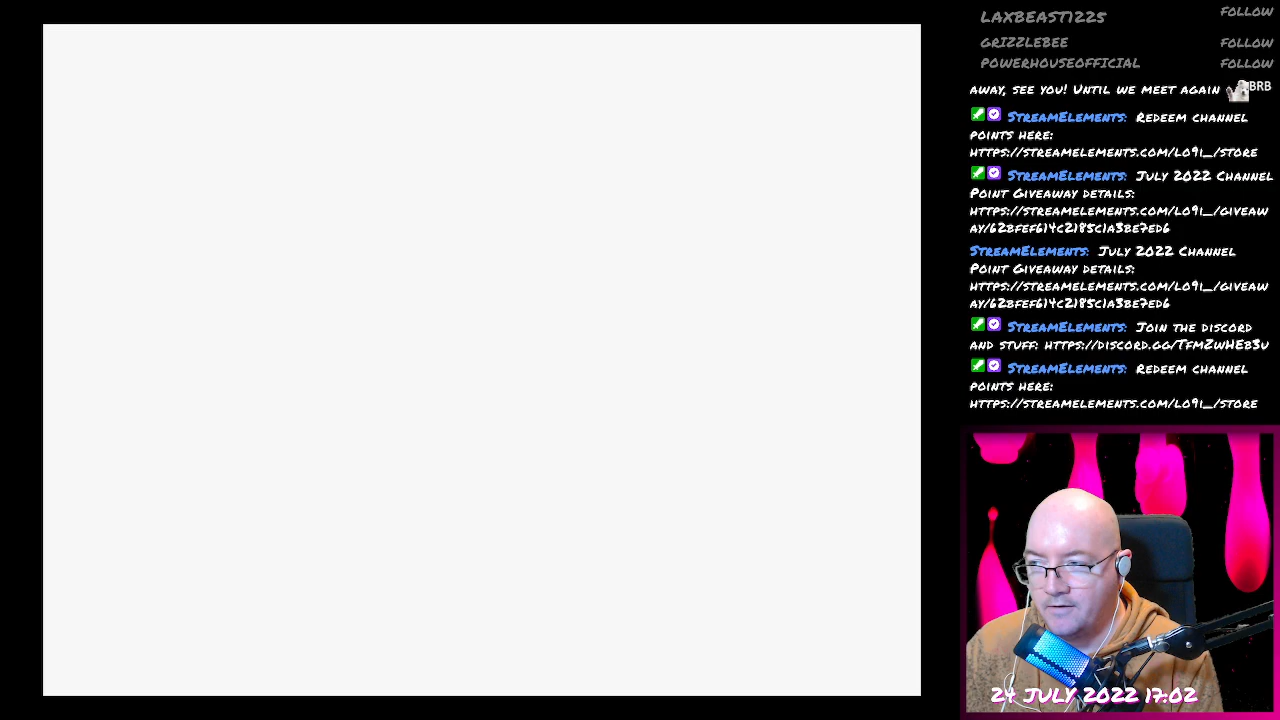 LAXBEAST1225 FOLLOW
GRIZZLEBEE FOLLOW
POWERHOUSEOFFICIAL FOLLOW
AWAY, SEE YOU! UNTIL WE MEET AGAIN BRB
STREAMELEMENTS: REDEEM CHANNEL
POINTS HERE:
HTTPS://STREAMELEMENTS.COM/LO9I_/STORE
STREAMELEMENTS: JULY 2022 CHANNEL
POINT GIVEAWAY DETAILS:
HTTPS://STREAMELEMENTS.COM/LO9I_/GIVEAW
AY/62BFEF614C2185C1A3BE7ED6
STREAMELEMENTS: JULY 2022 CHANNEL
POINT GIVEAWAY DETAILS:
HTTPS://STREAMELEMENTS.COM/LO9I_/GIVEAW
AY/62BFEF614C2185C1A3BE7ED6
STREAMELEMENTS: JOIN THE DISCORD
AND STUFF: HTTPS://DISCORD.GG/TFMZWHE83U
STREAMELEMENTS: REDEEM CHANNEL
POINTS HERE:
HTTPS://STREAMELEMENTS.COM/LO9I_/STORE
24 JULY 2022 17:02